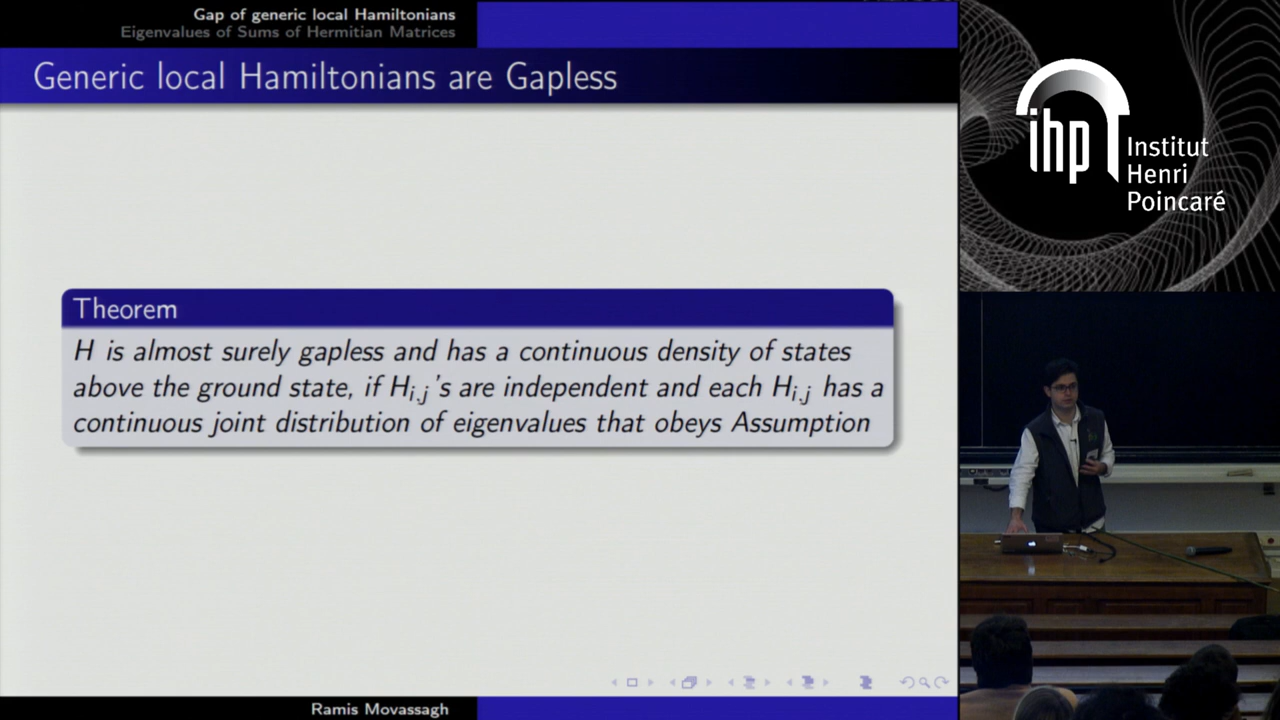 Gap of generic local Hamiltonians
Eigenvalues of Sums of Hermitian Matrices
Generic local Hamiltonians are Gapless
Theorem
H is almost surely gapless and has a continuous density of states
above the ground state, if H_{i,j}'s are independent and each H_{i,j} has a
continuous joint distribution of eigenvalues that obeys Assumption
Ramis Movassagh
ihp
Institut
Henri
Poincaré